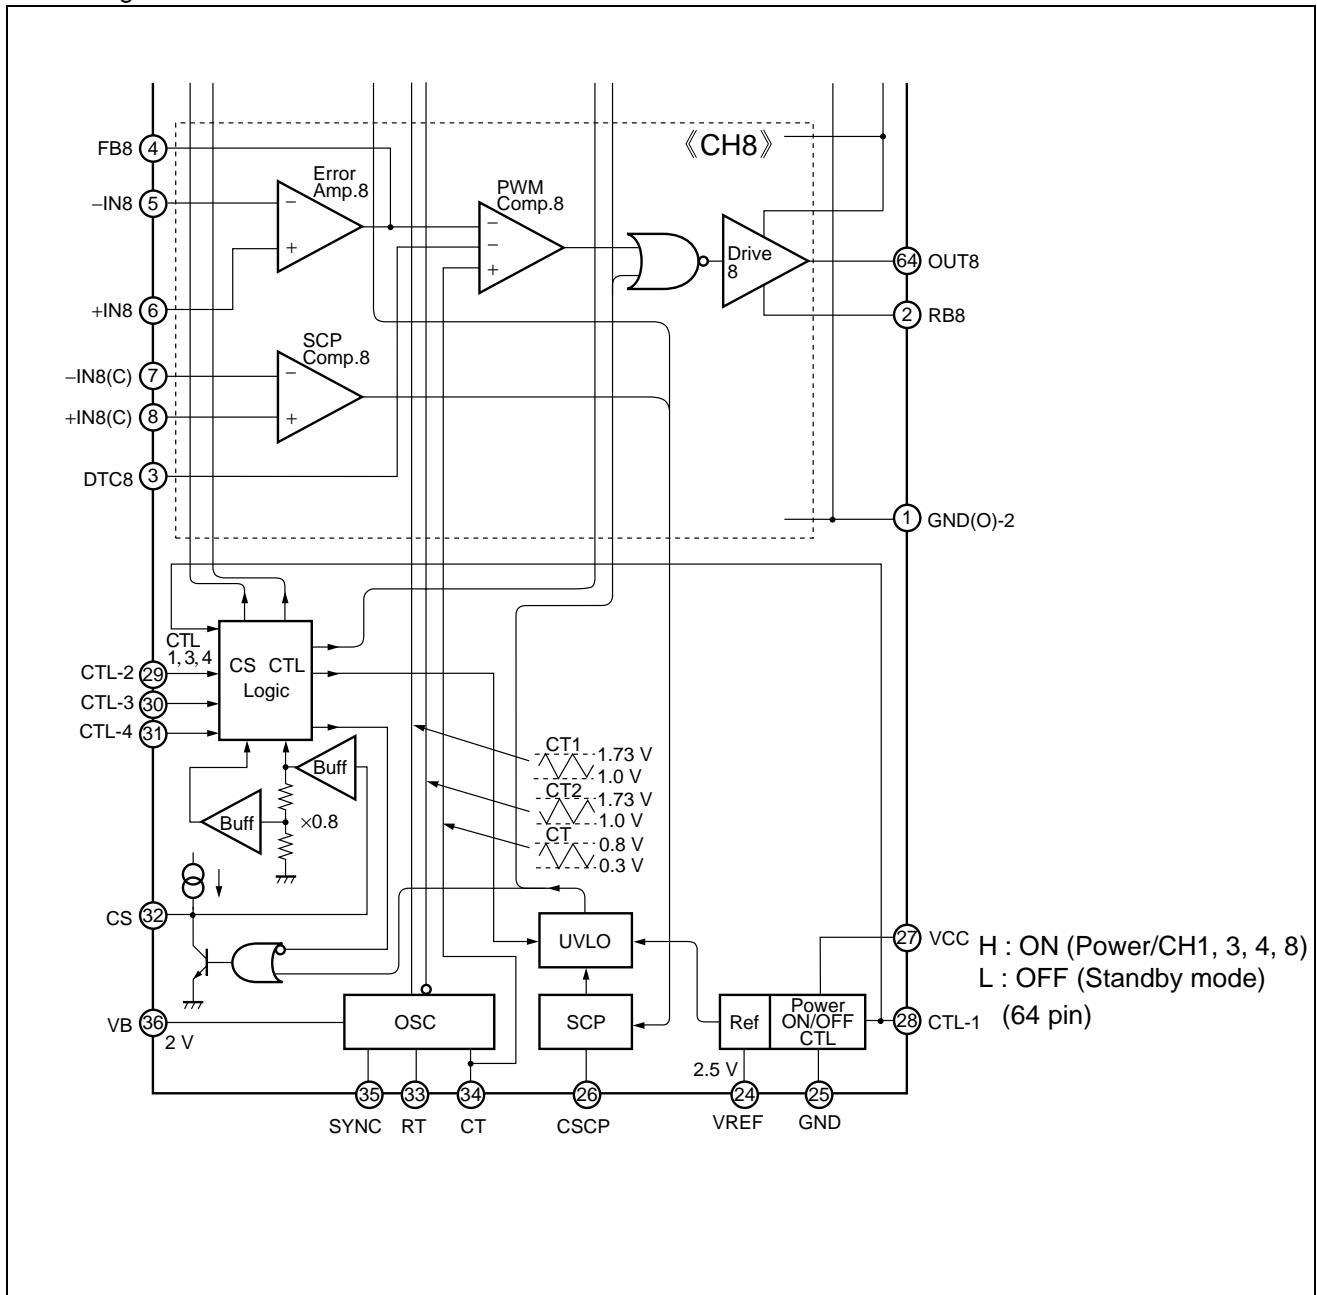 《CH8》
FB8
4
Error
Amp.8
PWM
Comp.8
−IN8
5
−
+
−
−
+
Drive
8
64
OUT8
+IN8
6
2
RB8
SCP
Comp.8
−IN8(C)
7
−
+IN8(C)
8
+
DTC8
3
1
GND(O)-2
CTL
1, 3, 4
CS CTL
Logic
CTL-2
29
CTL-3
30
CTL-4
31
Buff
Buff
×0.8
CT1
1.73 V
1.0 V
CT2
1.73 V
1.0 V
CT
0.8 V
0.3 V
CS
32
UVLO
27
VCC
H : ON (Power/CH1, 3, 4, 8)
L : OFF (Standby mode)
(64 pin)
VB
36
2 V
OSC
SCP
Ref
Power
ON/OFF
CTL
28
CTL-1
2.5 V
35
33
34
26
24
25
SYNC
RT
CT
CSCP
VREF
GND